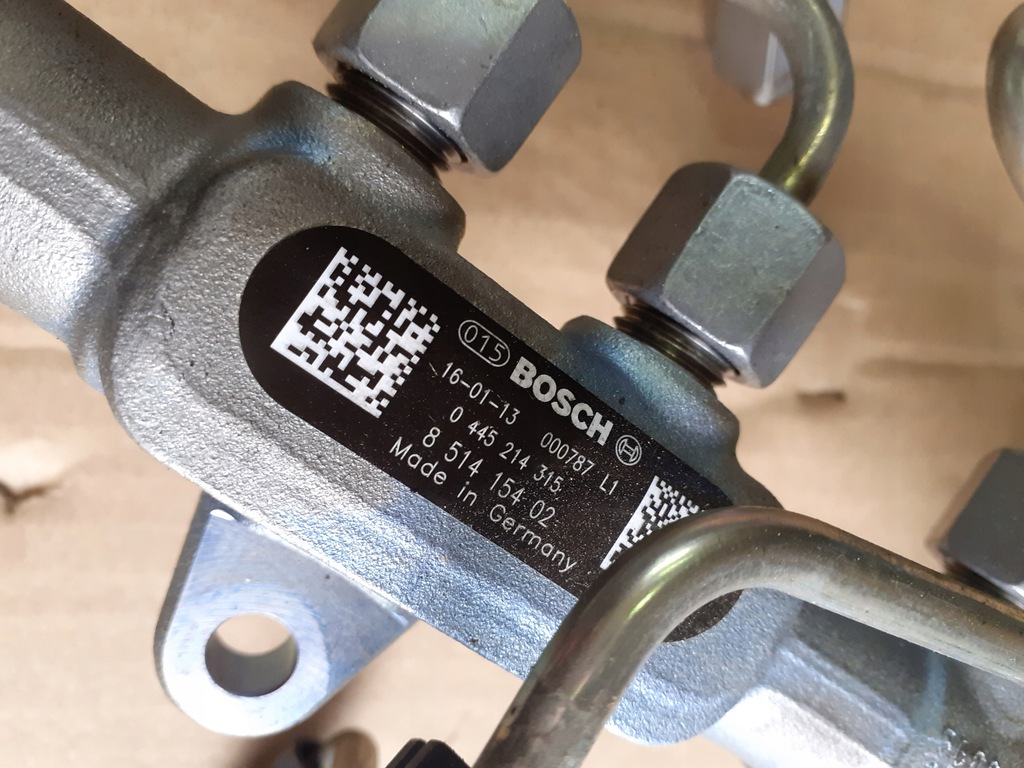 015 BOSCH
16-01-13 000787 L1
0 445 214 315
8 514 154 02
Made in Germany